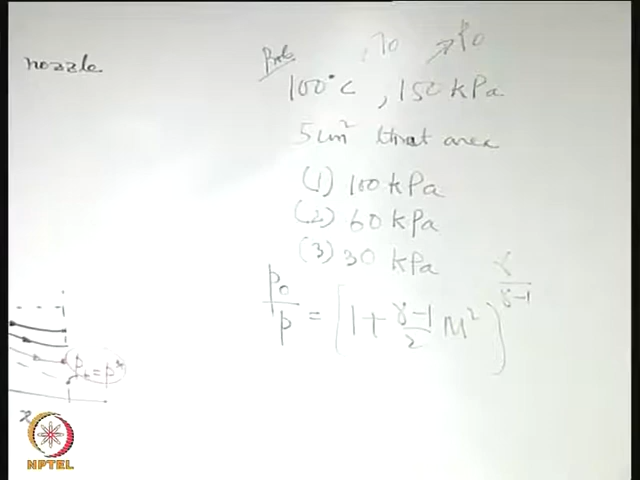 nozzle
Prob
T0
P0
100°C , 150 kPa
5 cm² throat area
(1) 100 kPa
(2) 60 kPa
(3) 30 kPa
p₀/p = [1 + γ-1/2 M²]^γ/γ-1
Pt = P*
x
NPTEL